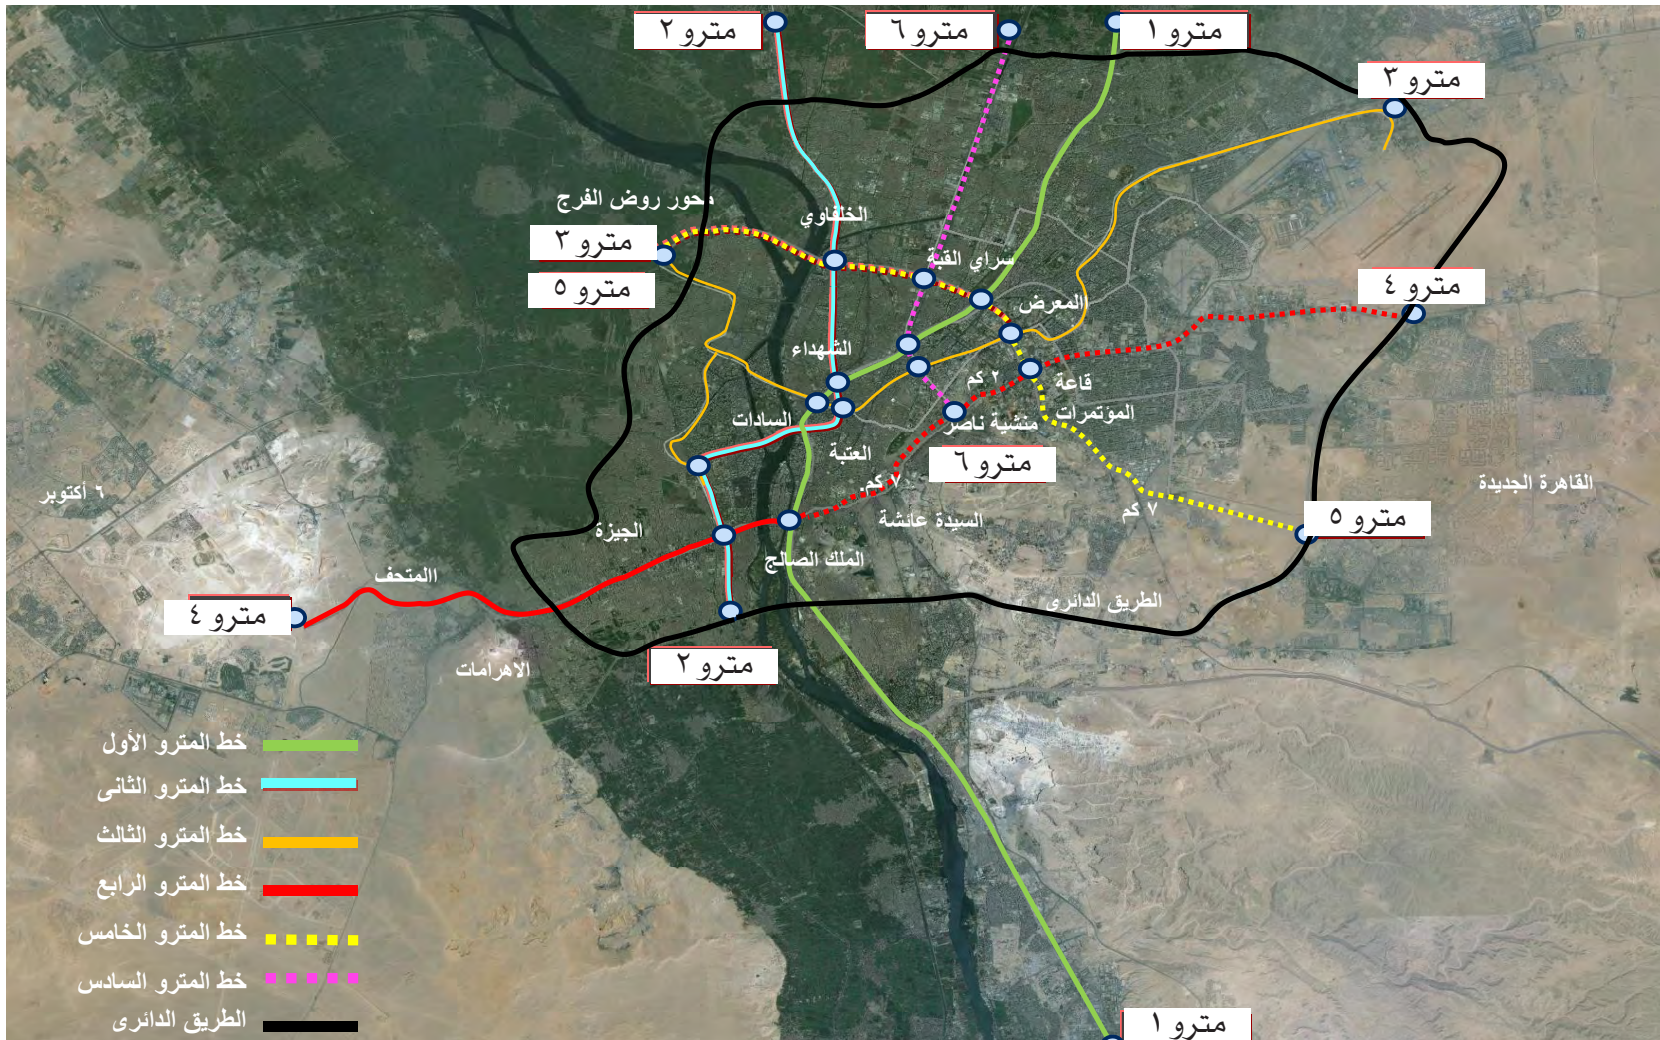 مترو ٢
مترو ٦
مترو ١
مترو ٣
محور روض الفرج
الخلفاوي
مترو ٣
سراي القبة
مترو ٤
مترو ٥
المعرض
الشهداء
٢ كم
قاعة
المؤتمرات
السادات
منشية ناصر
العتبة
مترو ٦
٧ كم.
القاهرة الجديدة
٦ أكتوبر
٧ كم
مترو ٥
السيدة عائشة
الجيزة
الملك الصالح
االمتحف
الطريق الدائرى
مترو ٤
الاهرامات
مترو ٢
خط المترو الأول
خط المترو الثانى
خط المترو الثالث
خط المترو الرابع
خط المترو الخامس
خط المترو السادس
الطريق الدائرى
مترو ١